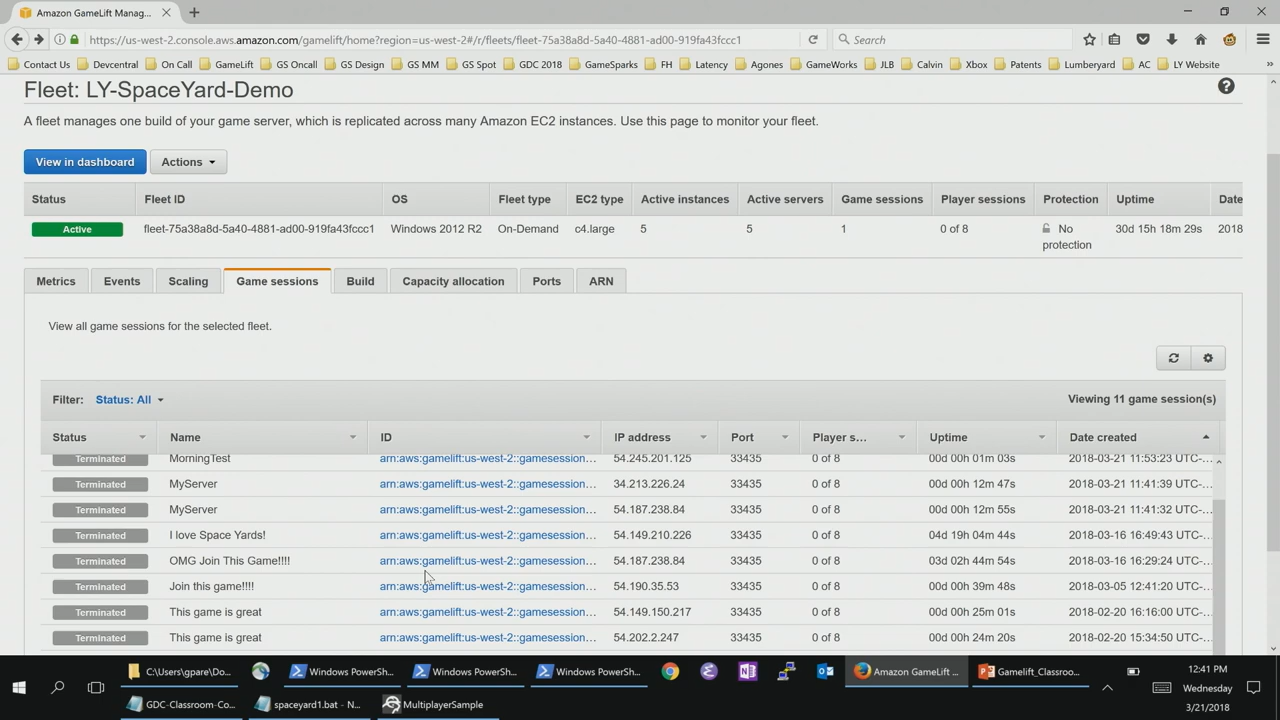 Amazon GameLift Manag...
https://us-west-2.console.aws.amazon.com/gamelift/home?region=us-west-2#/r/fleets/fleet-75a38a8d-5a40-4881-ad00-919fa43fccc1
Search
Contact Us Devcentral On Call GameLift GS Oncall GS Design GS MM GS Spot GDC 2018 GameSparks FH Latency Agones GameWorks JLB Calvin Xbox Patents Lumberyard AC LY Website
Fleet: LY-SpaceYard-Demo
A fleet manages one build of your game server, which is replicated across many Amazon EC2 instances. Use this page to monitor your fleet.
View in dashboard Actions
Status Fleet ID OS Fleet type EC2 type Active instances Active servers Game sessions Player sessions Protection Uptime Date
Active fleet-75a38a8d-5a40-4881-ad00-919fa43fccc1 Windows 2012 R2 On-Demand c4.large 5 5 1 0 of 8 No protection 30d 15h 18m 29s 2018
Metrics Events Scaling Game sessions Build Capacity allocation Ports ARN
View all game sessions for the selected fleet.
Filter: Status: All Viewing 11 game session(s)
Status Name ID IP address Port Player s... Uptime Date created
Terminated MorningTest arn:aws:gamelift:us-west-2::gamesession... 54.245.201.125 33435 0 of 8 00d 00h 01m 03s 2018-03-21 11:53:23 UTC-...
Terminated MyServer arn:aws:gamelift:us-west-2::gamesession... 34.213.226.24 33435 0 of 8 00d 00h 12m 47s 2018-03-21 11:41:39 UTC-...
Terminated MyServer arn:aws:gamelift:us-west-2::gamesession... 54.187.238.84 33435 0 of 8 00d 00h 12m 55s 2018-03-21 11:41:32 UTC-...
Terminated I love Space Yards! arn:aws:gamelift:us-west-2::gamesession... 54.149.210.226 33435 0 of 8 04d 19h 04m 44s 2018-03-16 16:49:43 UTC-...
Terminated OMG Join This Game!!!! arn:aws:gamelift:us-west-2::gamesession... 54.187.238.84 33435 0 of 8 03d 02h 44m 54s 2018-03-16 16:29:24 UTC-...
Terminated Join this game!!!! arn:aws:gamelift:us-west-2::gamesession... 54.190.35.53 33435 0 of 8 00d 00h 39m 48s 2018-03-05 12:41:20 UTC-...
Terminated This game is great arn:aws:gamelift:us-west-2::gamesession... 54.149.150.217 33435 0 of 8 00d 00h 25m 01s 2018-02-20 16:16:00 UTC-...
Terminated This game is great arn:aws:gamelift:us-west-2::gamesession... 54.202.2.247 33435 0 of 8 00d 00h 24m 20s 2018-02-20 15:34:50 UTC-...
C:\Users\gpare\Do... Windows PowerSh... Windows PowerSh... Windows PowerSh... Amazon GameLift ... Gamelift_Classroo... 12:41 PM
Wednesday
GDC-Classroom-Co... spaceyard1.bat - N... MultiplayerSample 3/21/2018